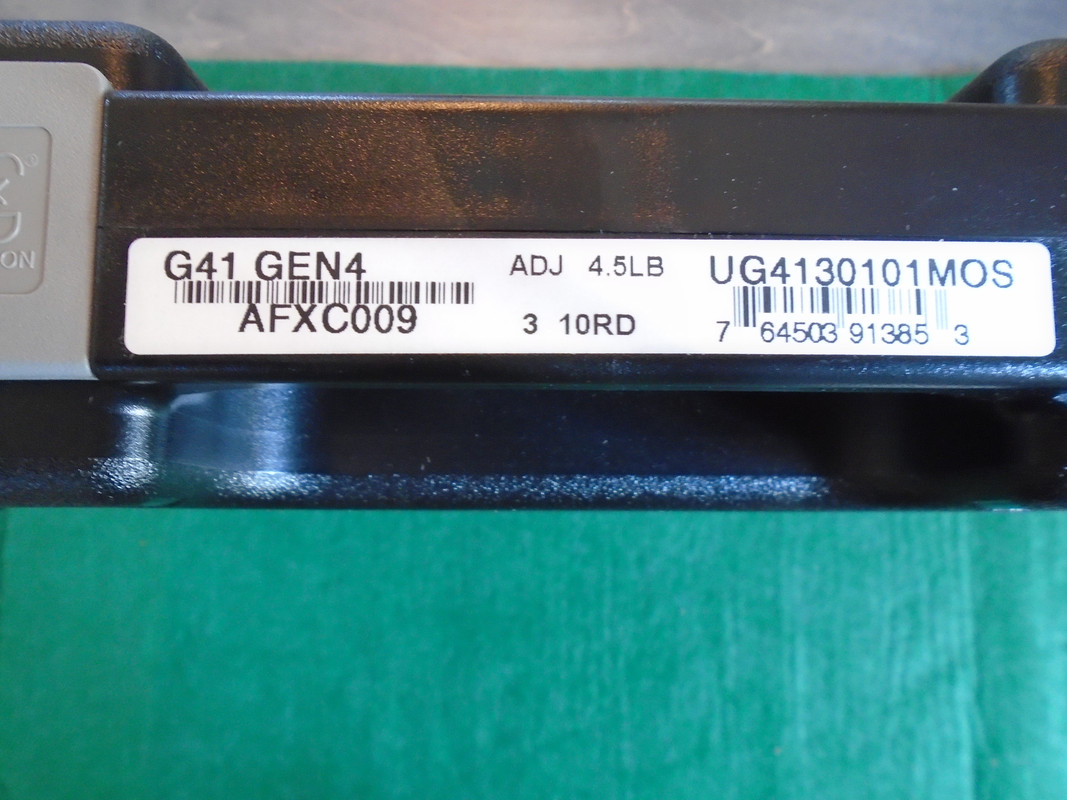 G41 GEN4 ADJ 4.5LB UG4130101MOS
AFXC009 3 10RD 7 64503 91385 3